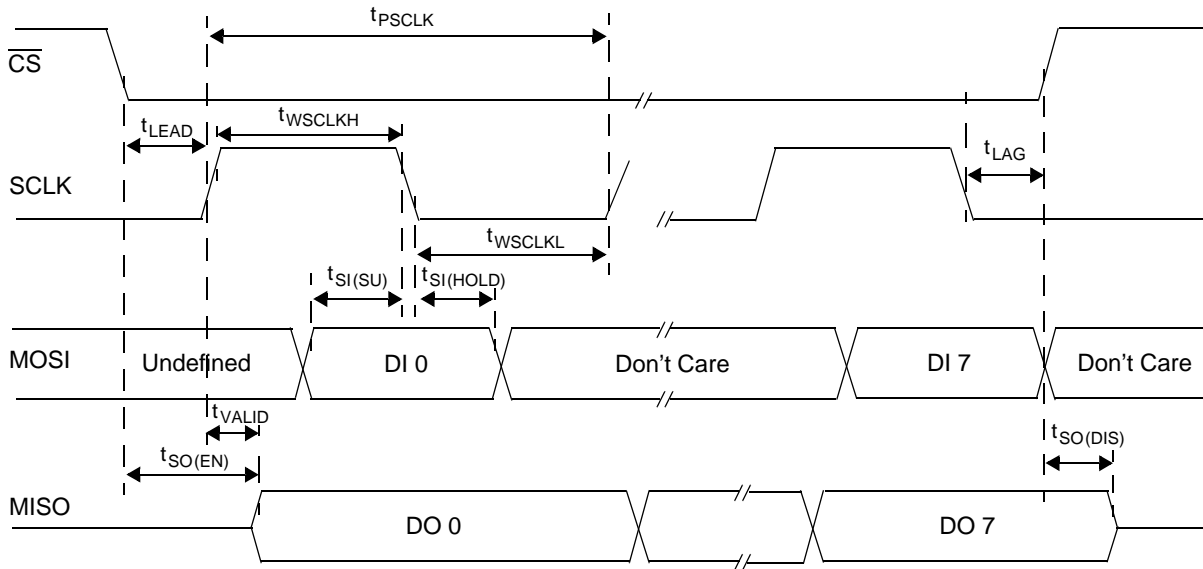 tPSCLK
CS
tLEAD
tWSCLKH
tLAG
SCLK
tWSCLKL
tSI(SU)
tSI(HOLD)
MOSI
Undefined
DI 0
Don't Care
DI 7
Don't Care
tVALID
tSO(EN)
tSO(DIS)
MISO
DO 0
DO 7